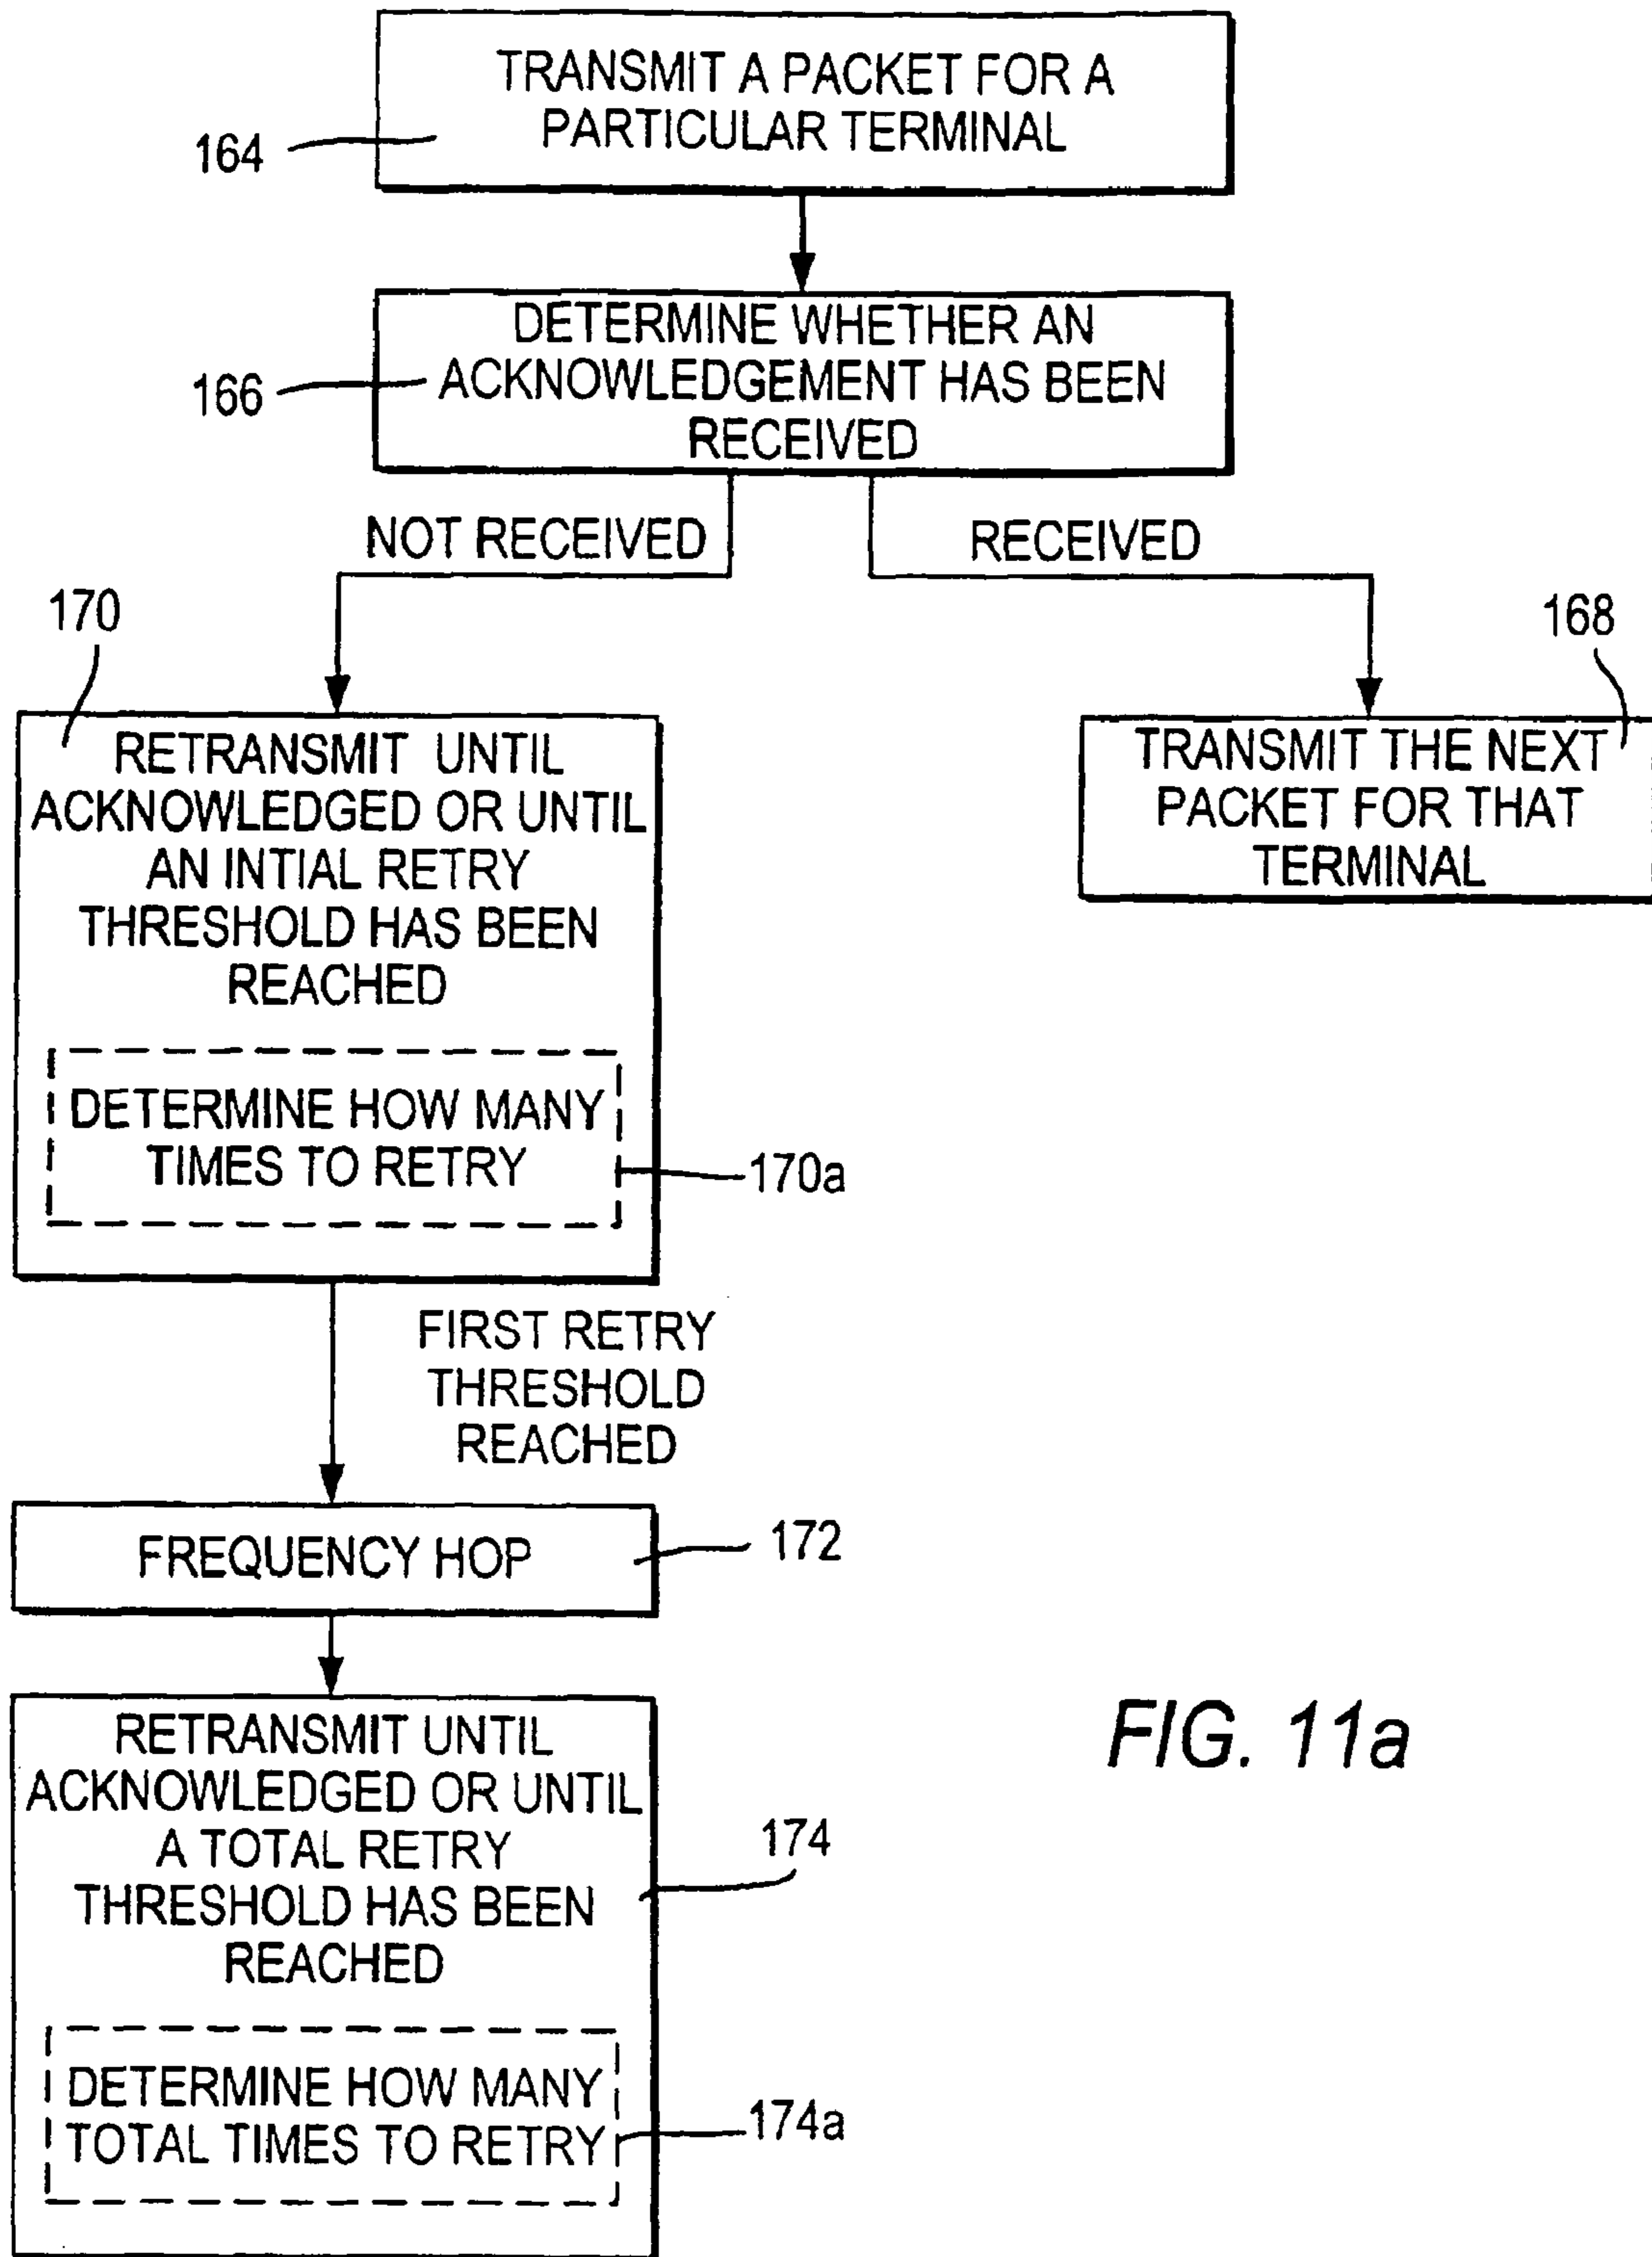 TRANSMIT A PACKET FOR A
PARTICULAR TERMINAL
164
DETERMINE WHETHER AN
ACKNOWLEDGEMENT HAS BEEN
RECEIVED
166
NOT RECEIVED
RECEIVED
170
168
RETRANSMIT UNTIL
ACKNOWLEDGED OR UNTIL
AN INTIAL RETRY
THRESHOLD HAS BEEN
REACHED
DETERMINE HOW MANY
TIMES TO RETRY
170a
TRANSMIT THE NEXT
PACKET FOR THAT
TERMINAL
FIRST RETRY
THRESHOLD
REACHED
FREQUENCY HOP
172
RETRANSMIT UNTIL
ACKNOWLEDGED OR UNTIL
A TOTAL RETRY
THRESHOLD HAS BEEN
REACHED
174
DETERMINE HOW MANY
TOTAL TIMES TO RETRY
174a
FIG. 11a